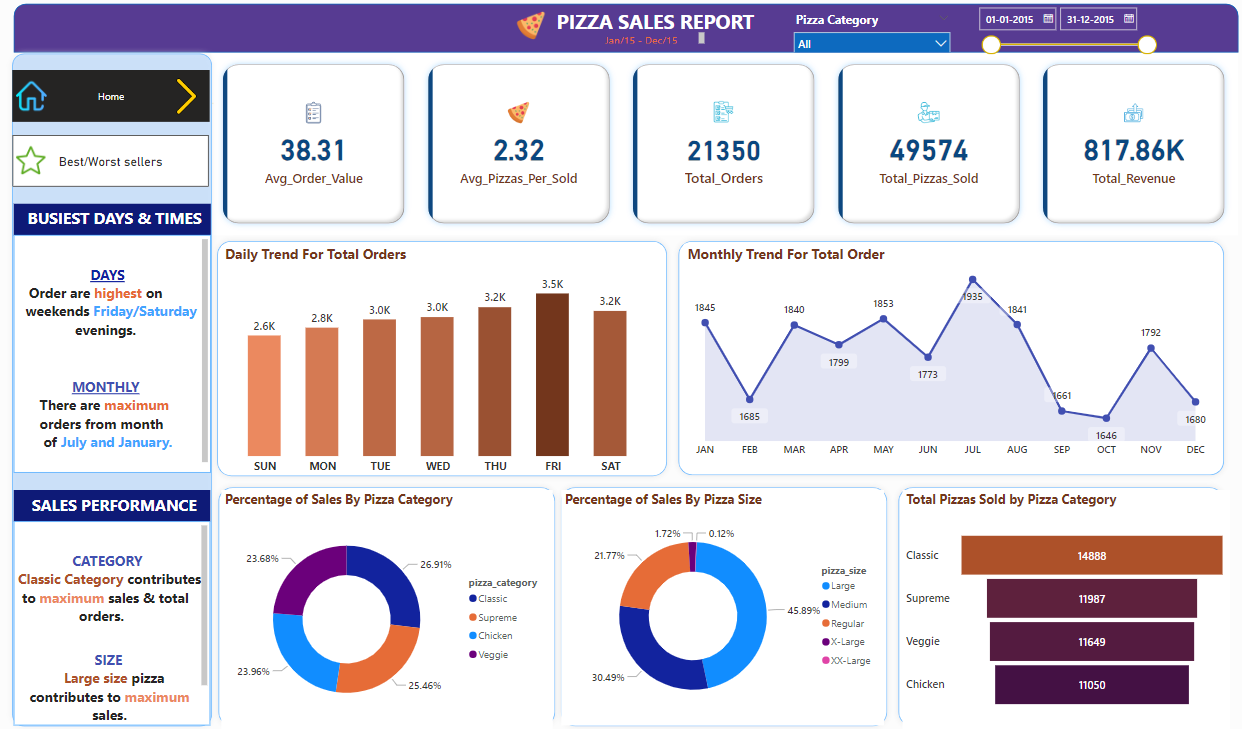 PIZZA SALES REPORT
Jan/15 - Dec/15
Pizza Category
All
01-01-2015
31-12-2015
Home
Best/Worst sellers
BUSIEST DAYS & TIMES
DAYS
Order are highest on
weekends Friday/Saturday
evenings.
MONTHLY
There are maximum
orders from month
of July and January.
SALES PERFORMANCE
CATEGORY
Classic Category contributes
to maximum sales & total
orders.
SIZE
Large size pizza
contributes to maximum
sales.
38.31
Avg_Order_Value
2.32
Avg_Pizzas_Per_Sold
21350
Total_Orders
49574
Total_Pizzas_Sold
817.86K
Total_Revenue
Daily Trend For Total Orders
2.6K
2.8K
3.0K
3.0K
3.2K
3.5K
3.2K
SUN
MON
TUE
WED
THU
FRI
SAT
Monthly Trend For Total Order
1845
1685
1840
1799
1853
1773
1935
1841
1661
1646
1792
1680
JAN
FEB
MAR
APR
MAY
JUN
JUL
AUG
SEP
OCT
NOV
DEC
Percentage of Sales By Pizza Category
23.68%
26.91%
23.96%
25.46%
pizza_category
Classic
Supreme
Chicken
Veggie
Percentage of Sales By Pizza Size
1.72%
0.12%
21.77%
45.89%
30.49%
pizza_size
Large
Medium
Regular
X-Large
XX-Large
Total Pizzas Sold by Pizza Category
Classic
14888
Supreme
11987
Veggie
11649
Chicken
11050